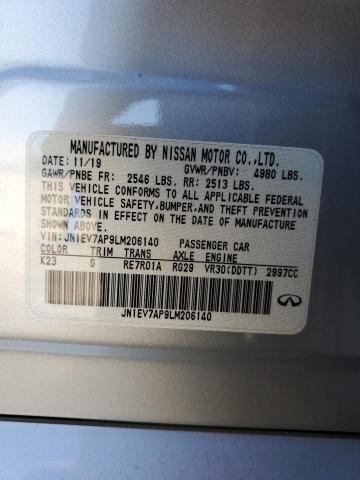 MANUFACTURED BY NISSAN MOTOR CO.,LTD.
DATE: 11/19 GVWR/PNBV: 4980 LBS.
GAWR/PNBE FR: 2546 LBS. RR: 2513 LBS.
THIS VEHICLE CONFORMS TO ALL APPLICABLE FEDERAL
MOTOR VEHICLE SAFETY,BUMPER,AND THEFT PREVENTION
STANDARDS IN EFFECT ON THE DATE OF MANUFACTURE
SHOWN ABOVE.
VIN: JN1EV7AP9LM206140 PASSENGER CAR
COLOR TRIM TRANS AXLE ENGINE
K23 G RE7R01A RG29 VR30(DDTT) 2997CC
JN1EV7AP9LM206140
INFINITI